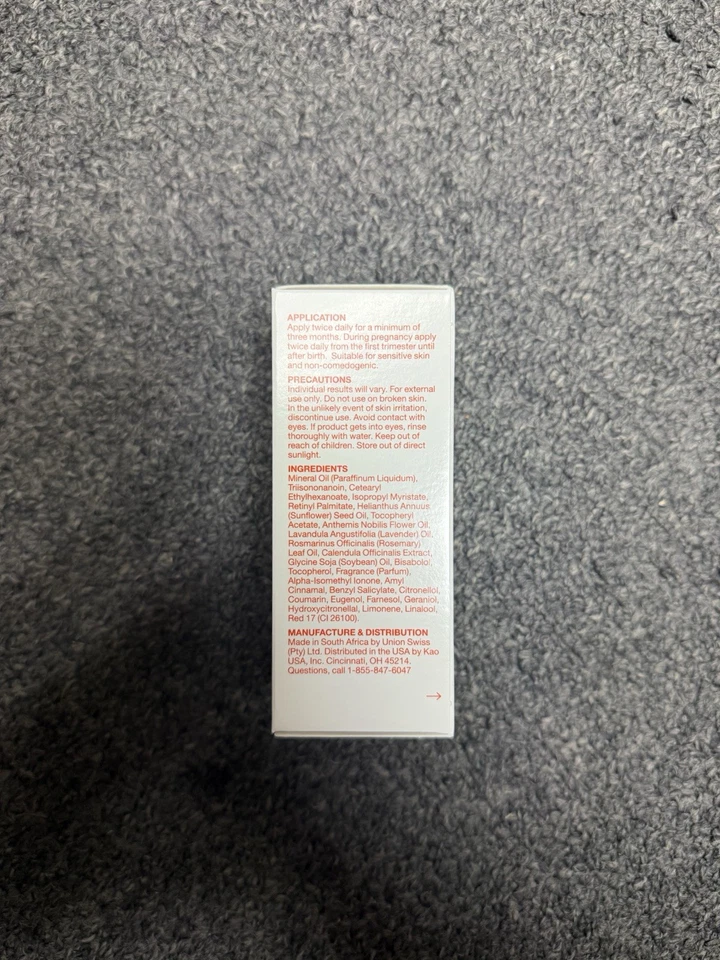 APPLICATION
Apply twice daily for a minimum of
three months. During pregnancy apply
twice daily from the first trimester until
after birth. Suitable for sensitive skin
and non-comedogenic.
PRECAUTIONS
Individual results will vary. For external
use only. Do not use on broken skin.
In the unlikely event of skin irritation,
discontinue use. Avoid contact with
eyes. If product gets into eyes, rinse
thoroughly with water. Keep out of
reach of children. Store out of direct
sunlight.
INGREDIENTS
Mineral Oil (Paraffinum Liquidum),
Triisononanoin, Cetearyl
Ethylhexanoate, Isopropyl Myristate,
Retinyl Palmitate, Helianthus Annuus
(Sunflower) Seed Oil, Tocopheryl
Acetate, Anthemis Nobilis Flower Oil,
Lavandula Angustifolia (Lavender) Oil,
Rosmarinus Officinalis (Rosemary)
Leaf Oil, Calendula Officinalis Extract,
Glycine Soja (Soybean) Oil, Bisabolol,
Tocopherol, Fragrance (Parfum),
Alpha-Isomethyl Ionone, Amyl
Cinnamal, Benzyl Salicylate, Citronellol,
Coumarin, Eugenol, Farnesol, Geraniol,
Hydroxycitronellal, Limonene, Linalool,
Red 17 (CI 26100).
MANUFACTURE & DISTRIBUTION
Made in South Africa by Union Swiss
(Pty) Ltd. Distributed in the USA by Kao
USA, Inc. Cincinnati, OH 45214.
Questions, call 1-855-847-6047